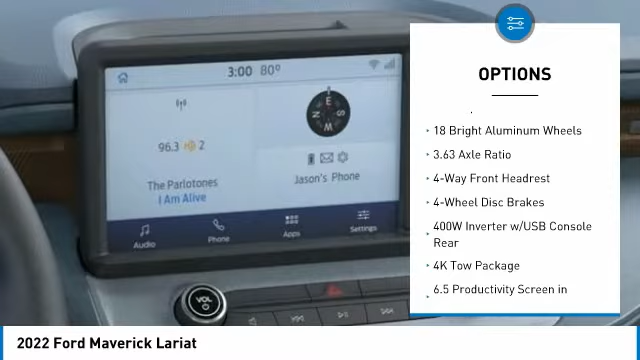 3:00 80°
96.3 HD 2
The Parlotones
I Am Alive
E
N S
W
Jason's Phone
Audio
Phone
Apps
Settings
VOL
OPTIONS
18 Bright Aluminum Wheels
3.63 Axle Ratio
4-Way Front Headrest
4-Wheel Disc Brakes
400W Inverter w/USB Console
Rear
4K Tow Package
6.5 Productivity Screen in
2022 Ford Maverick Lariat